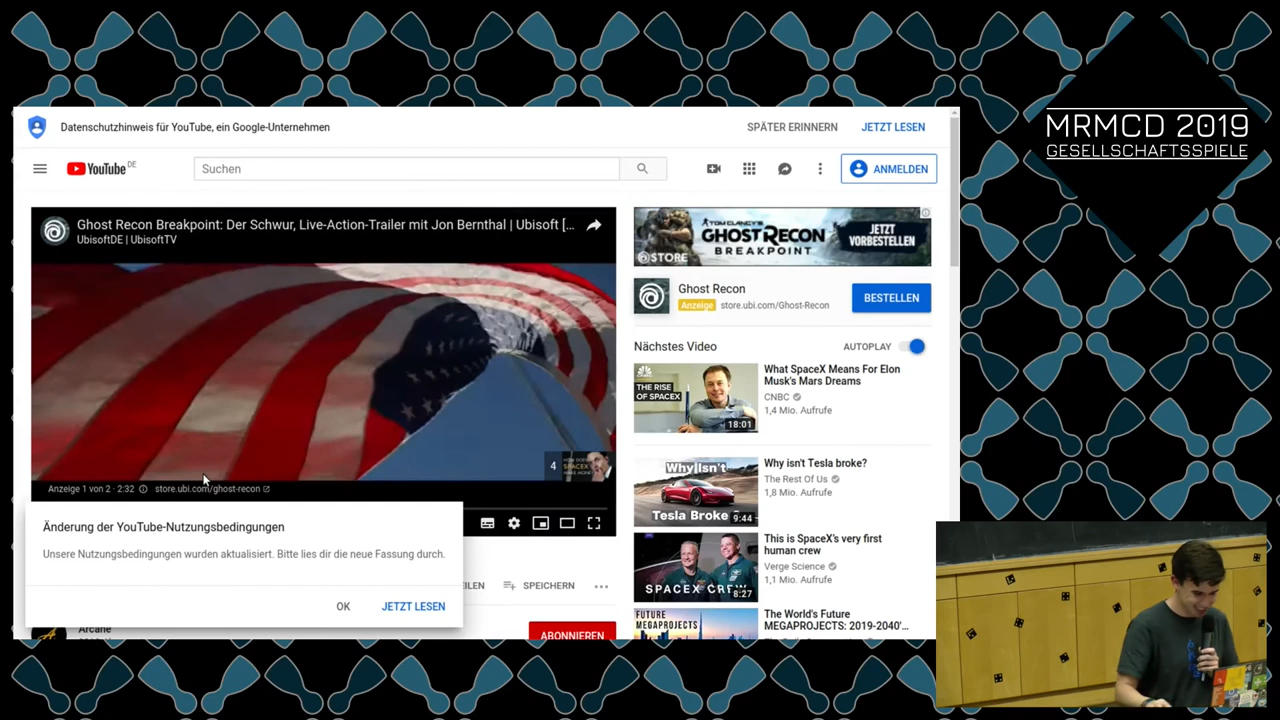 MRMCD 2019
GESELLSCHAFTSSPIELE
Datenschutzhinweis für YouTube, ein Google-Unternehmen
SPÄTER ERINNERN
JETZT LESEN
YouTube DE
Suchen
ANMELDEN
Ghost Recon Breakpoint: Der Schwur, Live-Action-Trailer mit Jon Bernthal | Ubisoft [...
UbisoftDE | UbisoftTV
4
Anzeige 1 von 2 · 2:32
store.ubi.com/ghost-recon
Änderung der YouTube-Nutzungsbedingungen
Unsere Nutzungsbedingungen wurden aktualisiert. Bitte lies dir die neue Fassung durch.
OK
JETZT LESEN
EILEN
SPEICHERN
Arcane
ABONNIEREN
TOM CLANCY'S
GHOST RECON
BREAKPOINT
STORE
JETZT
VORBESTELLEN
Ghost Recon
Anzeige store.ubi.com/Ghost-Recon
BESTELLEN
Nächstes Video
AUTOPLAY
THE RISE
OF SPACEX
18:01
What SpaceX Means For Elon
Musk's Mars Dreams
CNBC
1,4 Mio. Aufrufe
Why Isn't
Tesla Broke
9:44
Why isn't Tesla broke?
The Rest Of Us
1,8 Mio. Aufrufe
SPACEX CREW
8:27
This is SpaceX's very first
human crew
Verge Science
1,1 Mio. Aufrufe
FUTURE
MEGAPROJECTS
The World's Future
MEGAPROJECTS: 2019-2040'...